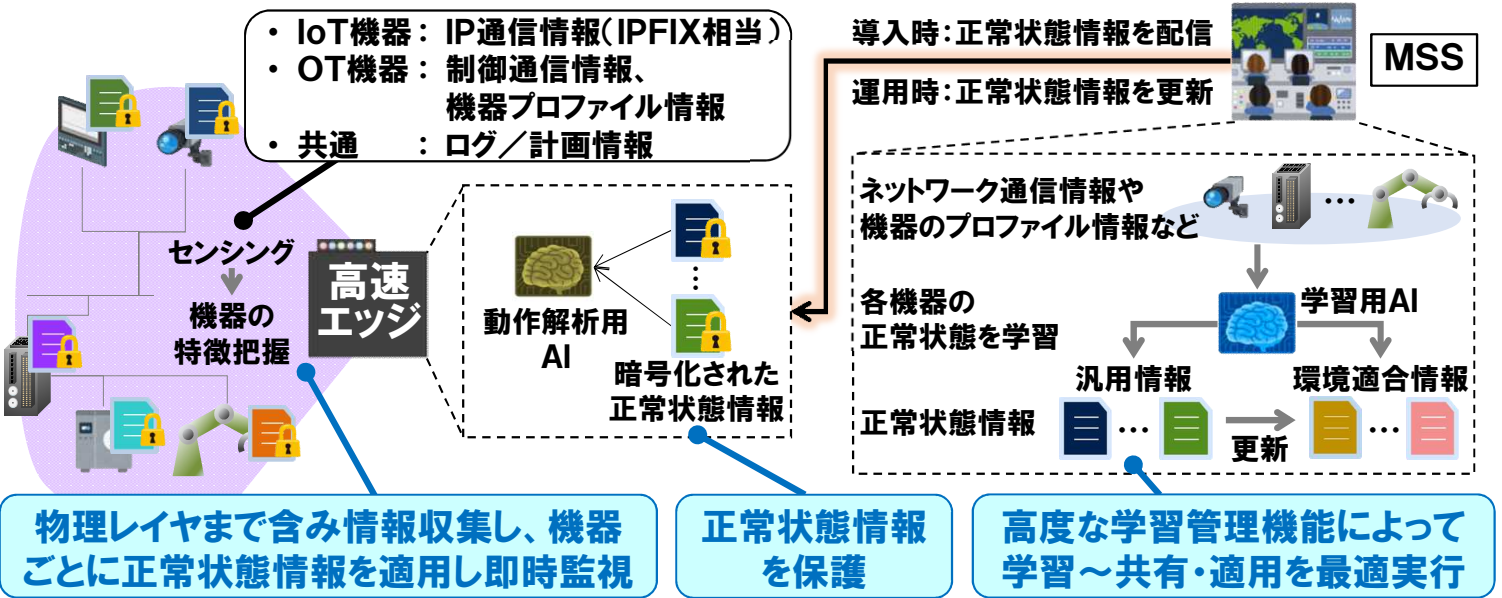 ・ IoT機器： IP通信情報（IPFIX相当）
・ OT機器： 制御通信情報、
機器プロファイル情報
・ 共通　： ログ／計画情報
導入時：正常状態情報を配信
運用時：正常状態情報を更新
MSS
センシング
機器の
特徴把握
高速
エッジ
動作解析用
AI
⋮
暗号化された
正常状態情報
ネットワーク通信情報や
機器のプロファイル情報など
…
各機器の
正常状態を学習
学習用AI
汎用情報
環境適合情報
正常状態情報
…
更新
…
物理レイヤまで含み情報収集し、機器
ごとに正常状態情報を適用し即時監視
正常状態情報
を保護
高度な学習管理機能によって
学習～共有・適用を最適実行